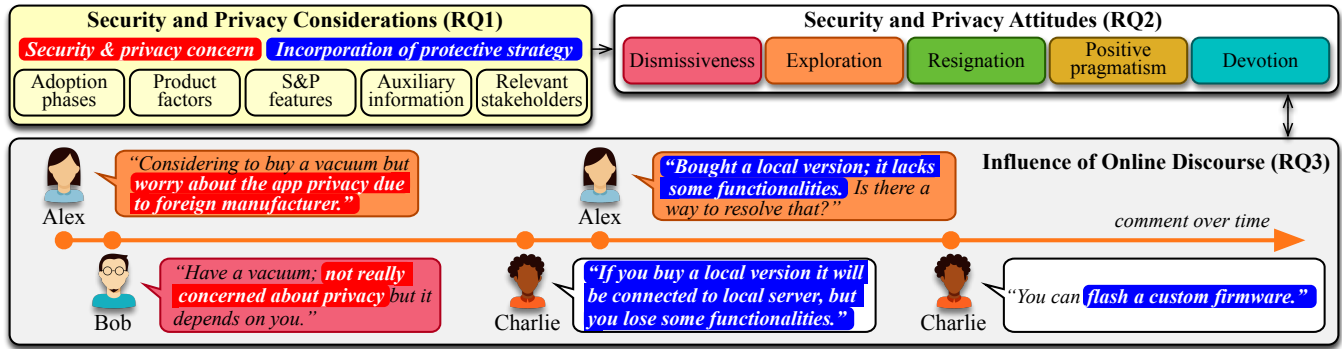 Security and Privacy Considerations (RQ1)
Security & privacy concern
Incorporation of protective strategy
Adoption
phases
Product
factors
S&P
features
Auxiliary
information
Relevant
stakeholders
Security and Privacy Attitudes (RQ2)
Dismissiveness
Exploration
Resignation
Positive
pragmatism
Devotion
Influence of Online Discourse (RQ3)
“Considering to buy a vacuum but
worry about the app privacy due
to foreign manufacturer.”
Alex
“Bought a local version; it lacks
some functionalities. Is there a
way to resolve that?”
Alex
comment over time
“Have a vacuum; not really
concerned about privacy but it
depends on you.”
Bob
“If you buy a local version it will
be connected to local server, but
you lose some functionalities.”
Charlie
“You can flash a custom firmware.”
Charlie